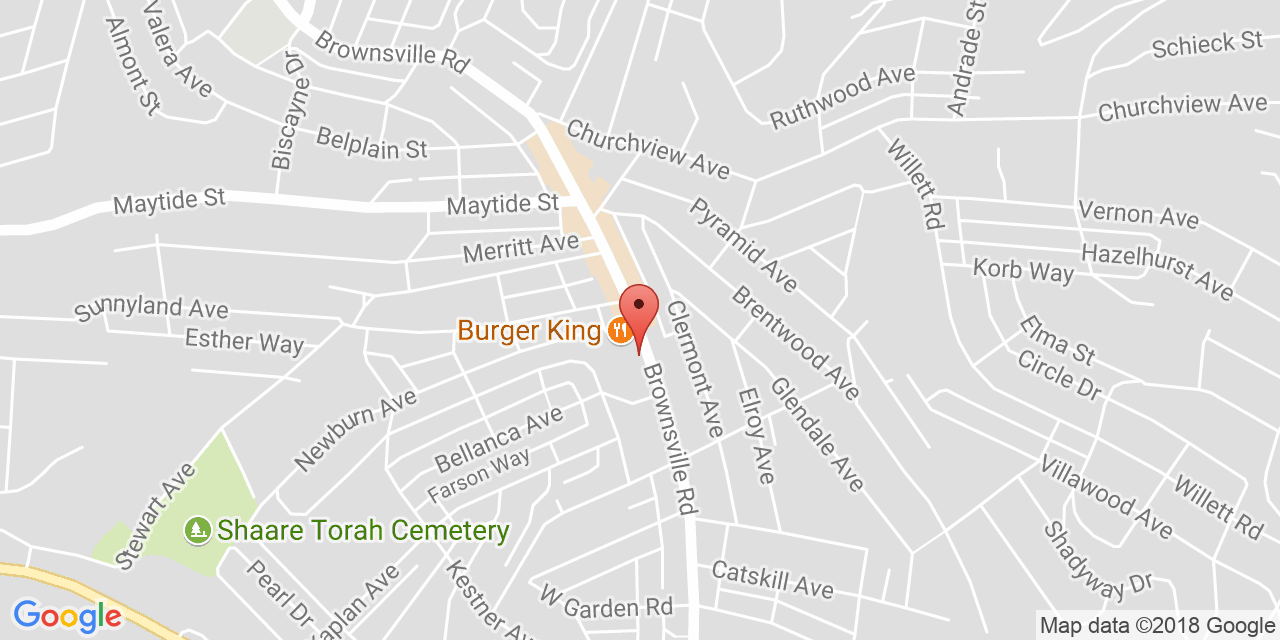 Valera Ave
Almont St
Brownsville Rd
Biscayne Dr
Belplain St
Churchview Ave
Ruthwood Ave
Andrade St
Schieck St
Churchview Ave
Willett Rd
Maytide St
Maytide St
Merritt Ave
Pyramid Ave
Vernon Ave
Hazelhurst Ave
Korb Way
Sunnyland Ave
Esther Way
Burger King
Clermont Ave
Brentwood Ave
Elma St
Circle Dr
Newburn Ave
Bellanca Ave
Farson Way
Brownsville Rd
Elroy Ave
Glendale Ave
Stewart Ave
Shaare Torah Cemetery
Villawood Ave
Willett Rd
Shadyway Dr
Pearl Dr
Kaplan Ave
Kestner Av
W Garden Rd
Catskill Ave
Google
Map data ©2018 Google